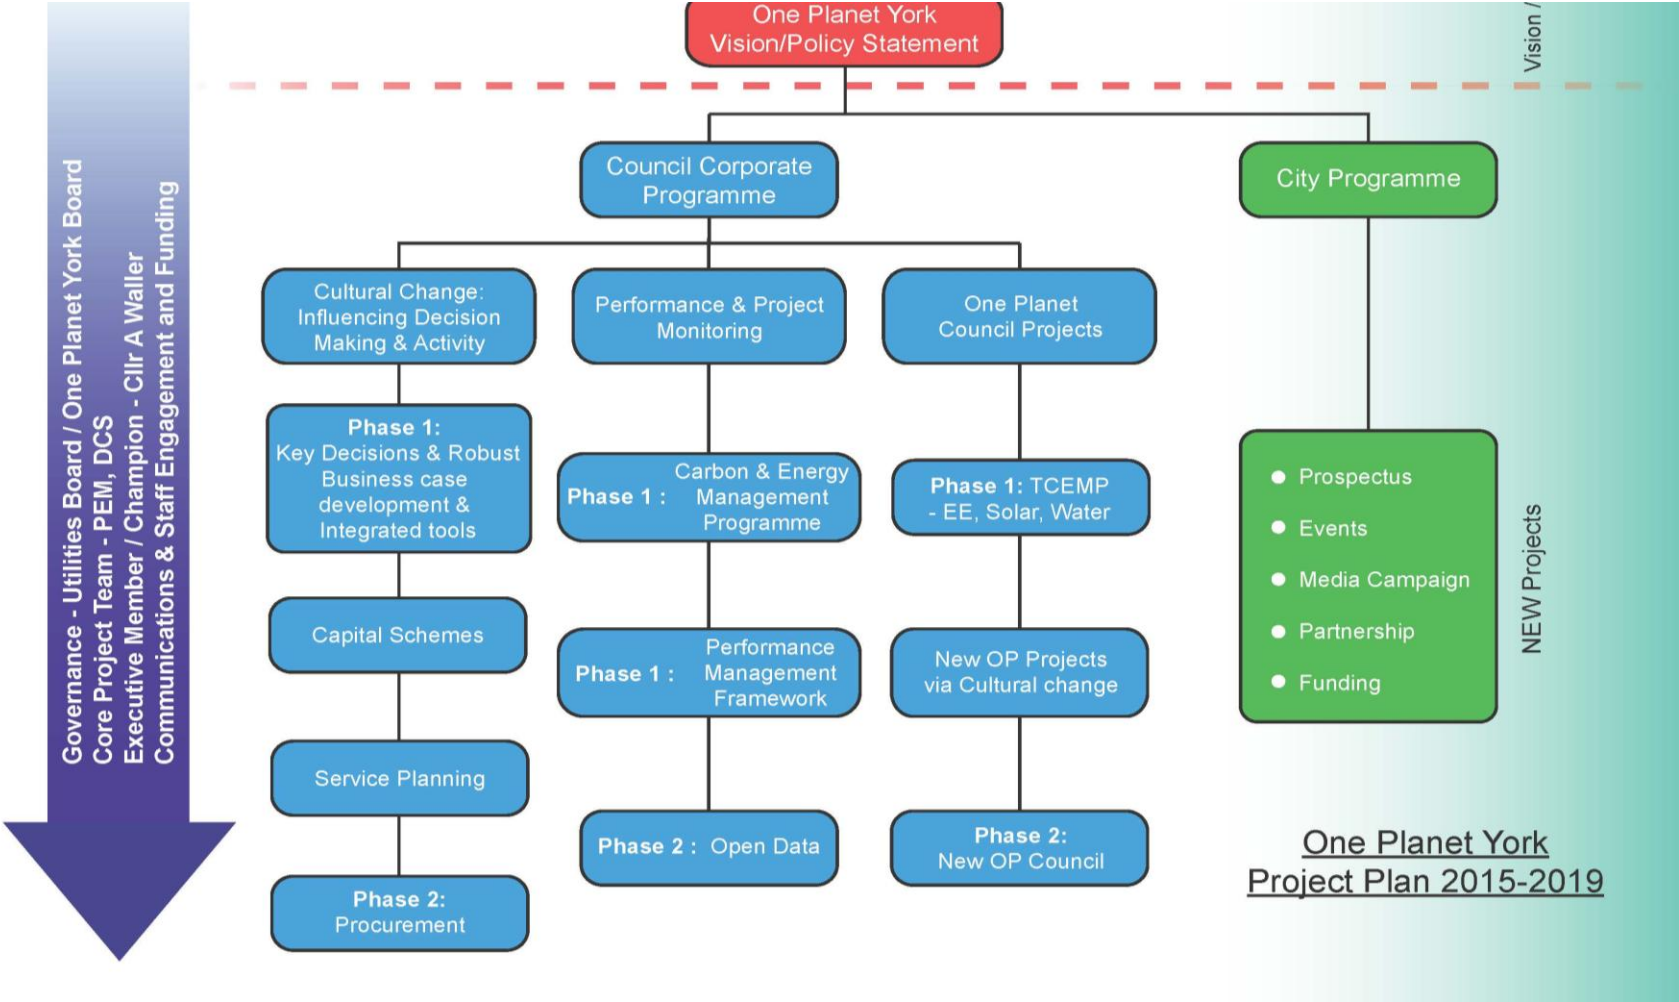 One Planet York
Vision/Policy Statement
Vision /
Council Corporate
Programme
City Programme
Governance - Utilities Board / One Planet York Board
Core Project Team - PEM, DCS
Executive Member / Champion - Cllr A Waller
Communications & Staff Engagement and Funding
Cultural Change:
Influencing Decision
Making & Activity
Performance & Project
Monitoring
One Planet
Council Projects
Phase 1:
Key Decisions & Robust
Business case
development &
Integrated tools
Phase 1 : Carbon & Energy
Management
Programme
Phase 1: TCEMP
- EE, Solar, Water
Prospectus
Events
Media Campaign
Partnership
Funding
NEW Projects
Capital Schemes
Phase 1 : Performance
Management
Framework
New OP Projects
via Cultural change
Service Planning
Phase 2 : Open Data
Phase 2:
New OP Council
Phase 2:
Procurement
One Planet York
Project Plan 2015-2019